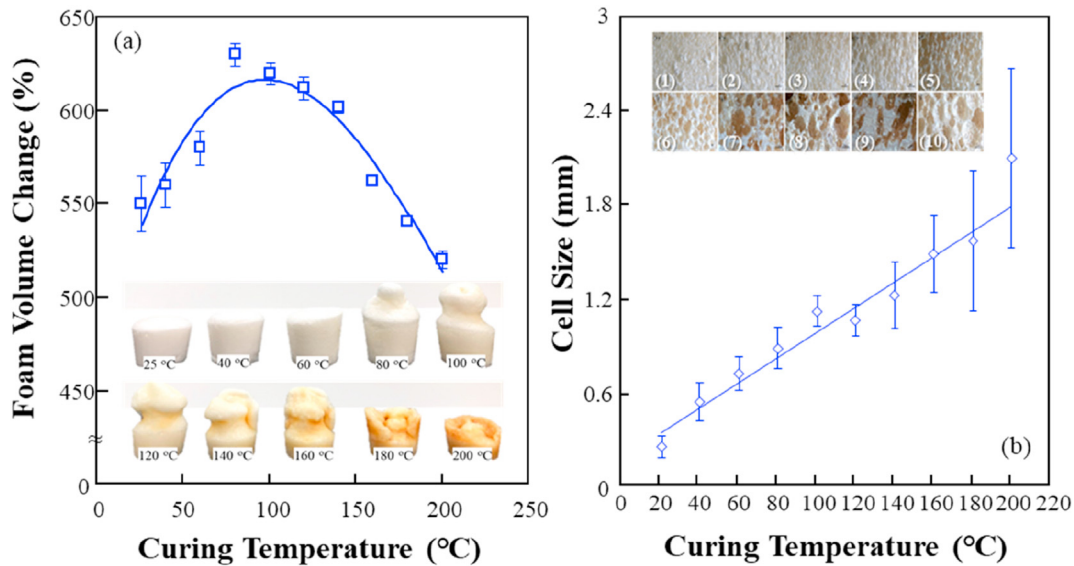 (a)
Foam Volume Change (%)
650
600
550
500
450
≈
0
25 °C
40 °C
60 °C
80 °C
100 °C
120 °C
140 °C
160 °C
180 °C
200 °C
0
50
100
150
200
250
Curing Temperature (°C)
Cell Size (mm)
3
2.4
1.8
1.2
0.6
0
(1)
(2)
(3)
(4)
(5)
(6)
(7)
(8)
(9)
(10)
(b)
0
20
40
60
80
100
120
140
160
180
200
220
Curing Temperature (°C)